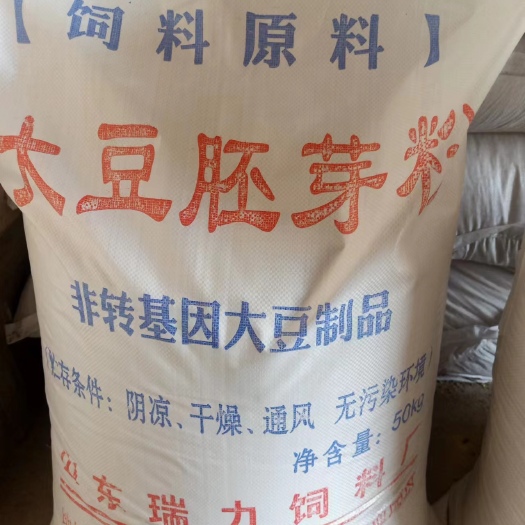 【饲料原料】
大豆胚芽粉
非转基因大豆制品
贮存条件：阴凉、干燥、通风 无污染环境
净含量：50kg
东瑞九饲料厂